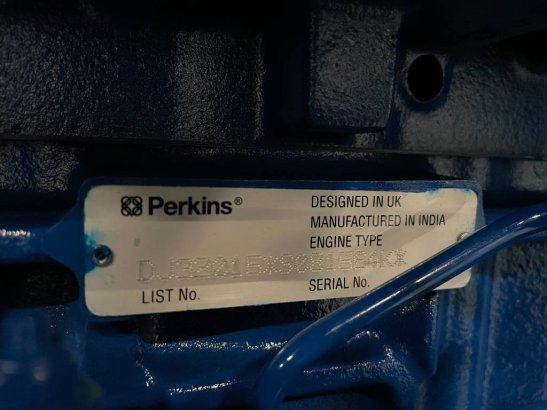 Perkins®
DESIGNED IN UK
MANUFACTURED IN INDIA
ENGINE TYPE
LIST No.
SERIAL No.